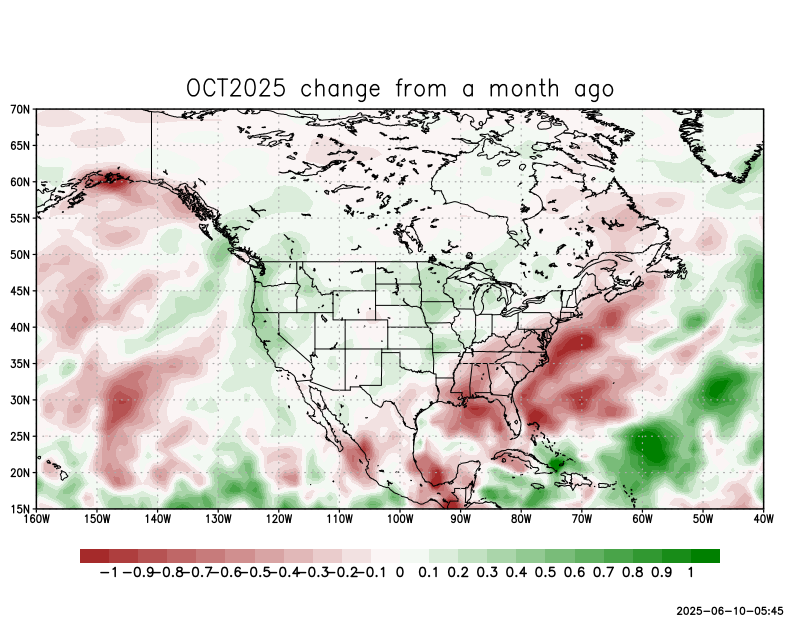 OCT2025 change from a month ago
70N
65N
60N
55N
50N
45N
40N
35N
30N
25N
20N
15N
160W 150W 140W 130W 120W 110W 100W 90W 80W 70W 60W 50W 40W
−1 −0.9 −0.8 −0.7 −0.6 −0.5 −0.4 −0.3 −0.2 −0.1 0 0.1 0.2 0.3 0.4 0.5 0.6 0.7 0.8 0.9 1
2025-06-10-05:45